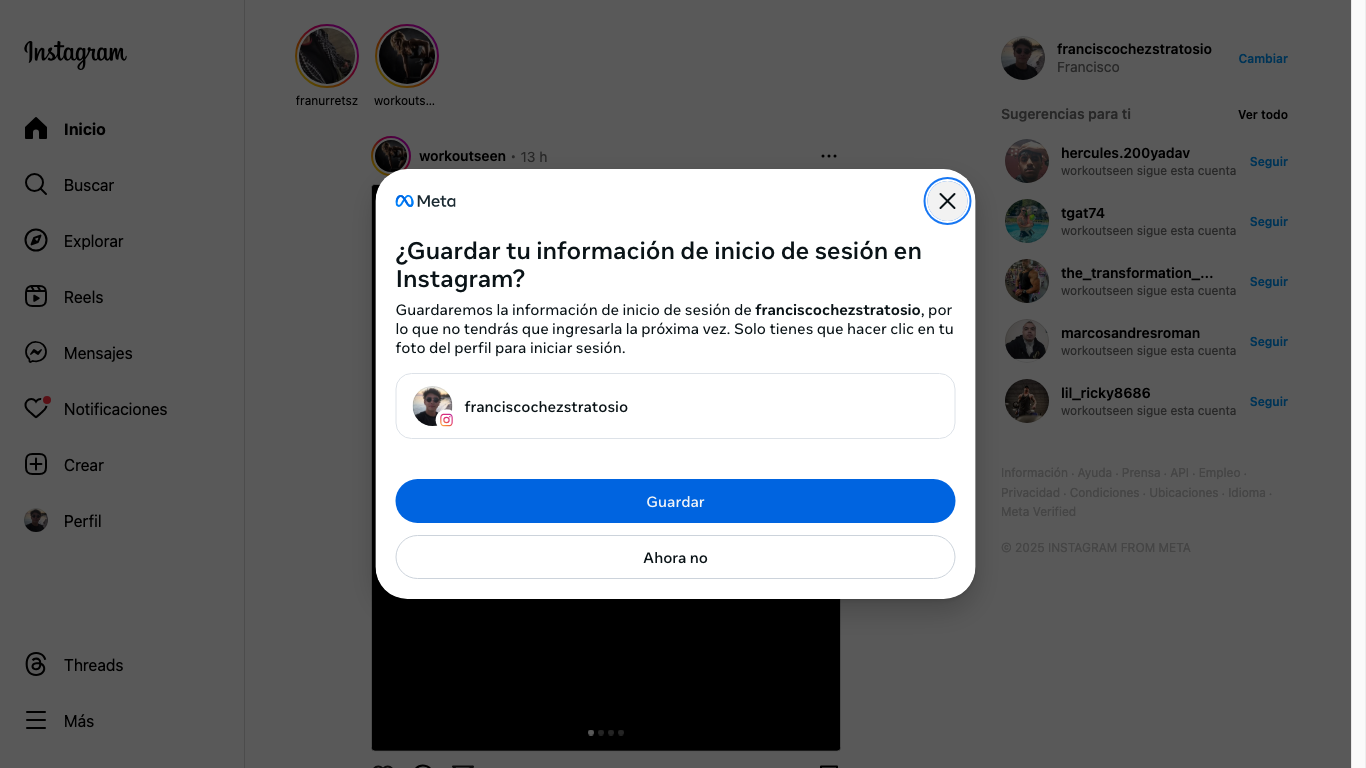 Instagram
Inicio
Buscar
Explorar
Reels
Mensajes
Notificaciones
Crear
Perfil
Threads
Más
franurretsz
workouts...
workoutseen • 13 h
Meta
¿Guardar tu información de inicio de sesión en
Instagram?
Guardaremos la información de inicio de sesión de franciscochezstratosio, por
lo que no tendrás que ingresarla la próxima vez. Solo tienes que hacer clic en tu
foto del perfil para iniciar sesión.
franciscochezstratosio
Guardar
Ahora no
franciscochezstratosio
Francisco
Cambiar
Sugerencias para ti
Ver todo
hercules.200yadav
workoutseen sigue esta cuenta
Seguir
tgat74
workoutseen sigue esta cuenta
Seguir
the_transformation_...
workoutseen sigue esta cuenta
Seguir
marcosandresroman
workoutseen sigue esta cuenta
Seguir
lil_ricky8686
workoutseen sigue esta cuenta
Seguir
Información · Ayuda · Prensa · API · Empleo ·
Privacidad · Condiciones · Ubicaciones · Idioma ·
Meta Verified
© 2025 INSTAGRAM FROM META